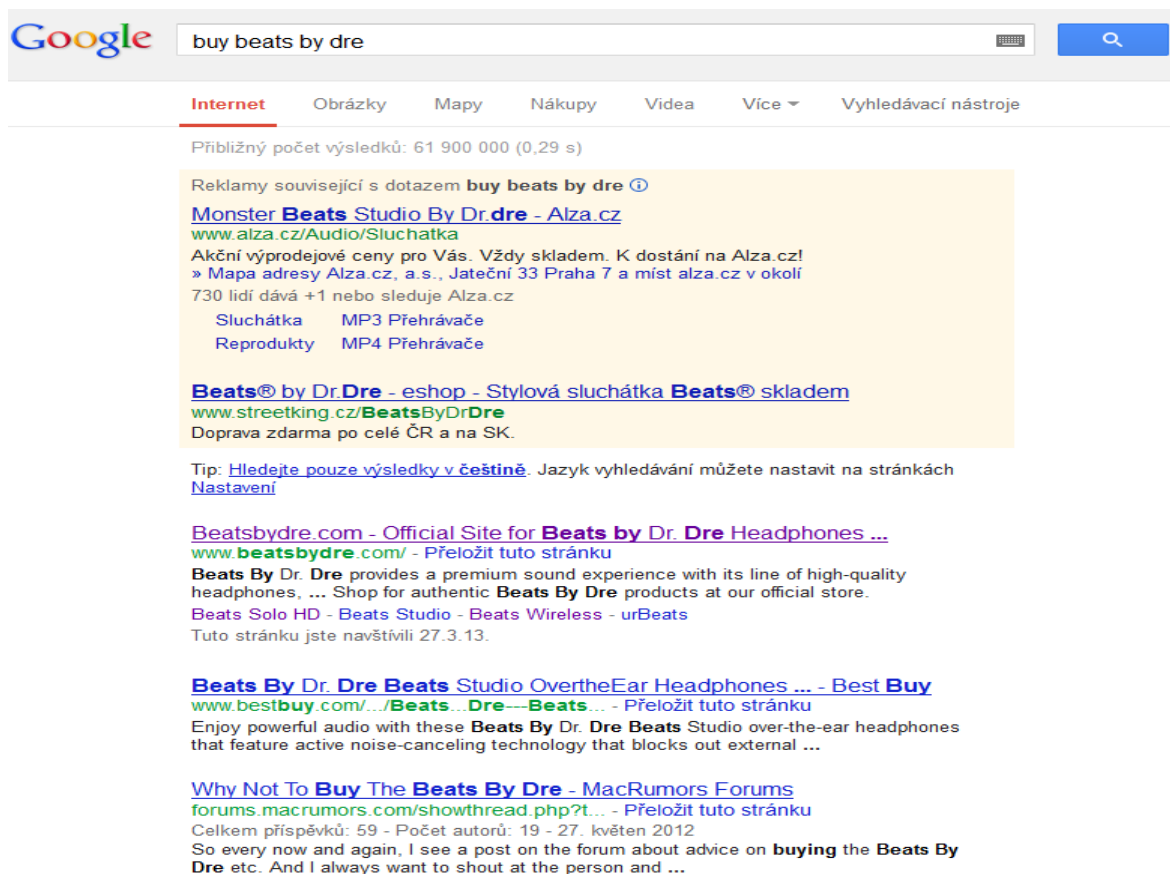 Google buy beats by dre
Internet Obrázky Mapy Nákupy Videa Více Vyhledávací nástroje
Přibližný počet výsledků: 61 900 000 (0,29 s)
Reklamy související s dotazem buy beats by dre
Monster Beats Studio By Dr.dre - Alza.cz
www.alza.cz/Audio/Sluchatka
Akční výprodejové ceny pro Vás. Vždy skladem. K dostání na Alza.cz!
» Mapa adresy Alza.cz, a.s., Jateční 33 Praha 7 a míst alza.cz v okolí
730 lidí dává +1 nebo sleduje Alza.cz
Sluchátka MP3 Přehrávače
Reprodukty MP4 Přehrávače
Beats® by Dr.Dre - eshop - Stylová sluchátka Beats® skladem
www.streetking.cz/BeatsByDrDre
Doprava zdarma po celé ČR a na SK.
Tip: Hledejte pouze výsledky v češtině. Jazyk vyhledávání můžete nastavit na stránkách
Nastavení
Beatsbydre.com - Official Site for Beats by Dr. Dre Headphones ...
www.beatsbydre.com/ - Přeložit tuto stránku
Beats By Dr. Dre provides a premium sound experience with its line of high-quality
headphones, ... Shop for authentic Beats By Dre products at our official store.
Beats Solo HD - Beats Studio - Beats Wireless - urBeats
Tuto stránku jste navštívili 27.3.13.
Beats By Dr. Dre Beats Studio OvertheEar Headphones ... - Best Buy
www.bestbuy.com/.../Beats...Dre---Beats... - Přeložit tuto stránku
Enjoy powerful audio with these Beats By Dr. Dre Beats Studio over-the-ear headphones
that feature active noise-canceling technology that blocks out external ...
Why Not To Buy The Beats By Dre - MacRumors Forums
forums.macrumors.com/showthread.php?t... - Přeložit tuto stránku
Celkem příspěvků: 59 - Počet autorů: 19 - 27. květen 2012
So every now and again, I see a post on the forum about advice on buying the Beats By
Dre etc. And I always want to shout at the person and ...